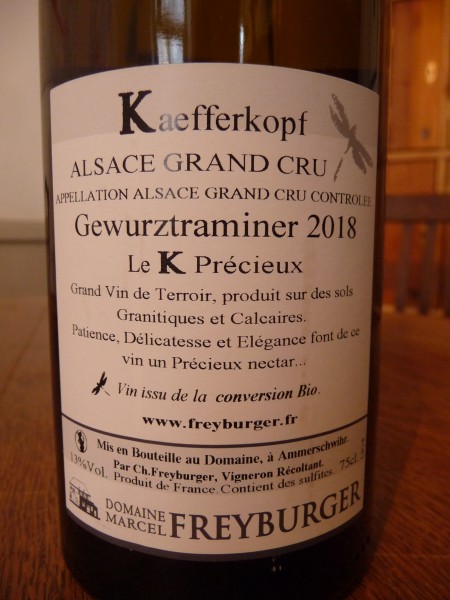 Kaefferkopf
ALSACE GRAND CRU
APPELLATION ALSACE GRAND CRU CONTROLEE
Gewurztraminer 2018
Le K Précieux
Grand Vin de Terroir, produit sur des sols
Granitiques et Calcaires.
Patience, Délicatesse et Elégance font de ce
vin un Précieux nectar...
Vin issu de la conversion Bio.
www.freyburger.fr
Mis en Bouteille au Domaine, à Ammerschwihr.
Par Ch.Freyburger, Vigneron Récoltant.
13%Vol. Produit de France. Contient des sulfites. 75cl.
DOMAINE
MARCEL FREYBURGER